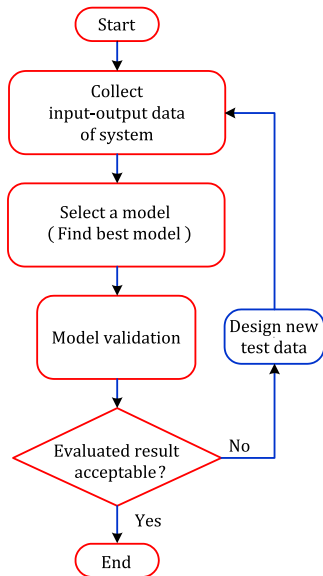 Start
Collect
input-output data
of system
Select a model
( Find best model )
Model validation
Design new
test data
Evaluated result
acceptable?
No
Yes
End